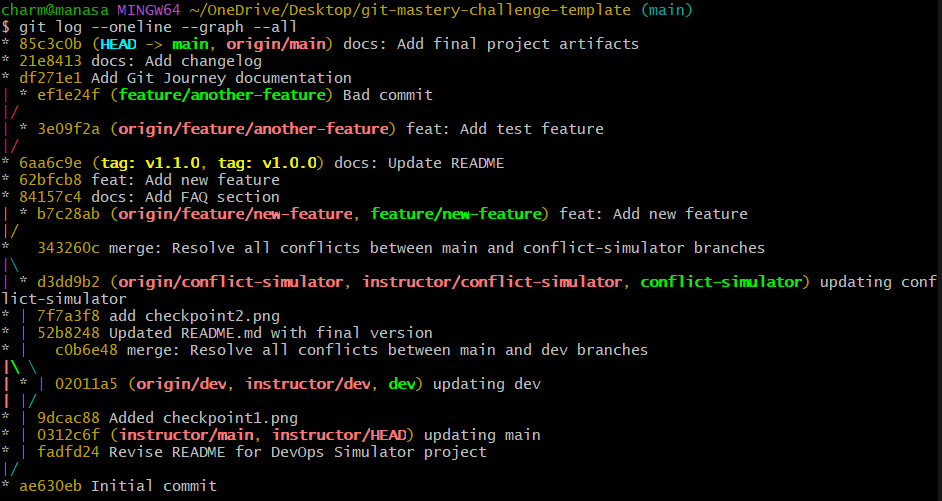 charm@manasa MINGW64 ~/OneDrive/Desktop/git-mastery-challenge-template (main)
$ git log --oneline --graph --all
* 85c3c0b (HEAD -> main, origin/main) docs: Add final project artifacts
* 21e8413 docs: Add changelog
* df271e1 Add Git Journey documentation
| * ef1e24f (feature/another-feature) Bad commit
|/
| * 3e09f2a (origin/feature/another-feature) feat: Add test feature
|/
* 6aa6c9e (tag: v1.1.0, tag: v1.0.0) docs: Update README
* 62bfcb8 feat: Add new feature
* 84157c4 docs: Add FAQ section
| * b7c28ab (origin/feature/new-feature, feature/new-feature) feat: Add new feature
|/
*   343260c merge: Resolve all conflicts between main and conflict-simulator branches
|\
| * d3dd9b2 (origin/conflict-simulator, instructor/conflict-simulator, conflict-simulator) updating conf
lict-simulator
* | 7f7a3f8 add checkpoint2.png
* | 52b8248 Updated README.md with final version
* |   c0b6e48 merge: Resolve all conflicts between main and dev branches
|\ \
| * | 02011a5 (origin/dev, instructor/dev, dev) updating dev
| |/
* | 9dcac88 Added checkpoint1.png
* | 0312c6f (instructor/main, instructor/HEAD) updating main
* | fadfd24 Revise README for DevOps Simulator project
|/
* ae630eb Initial commit